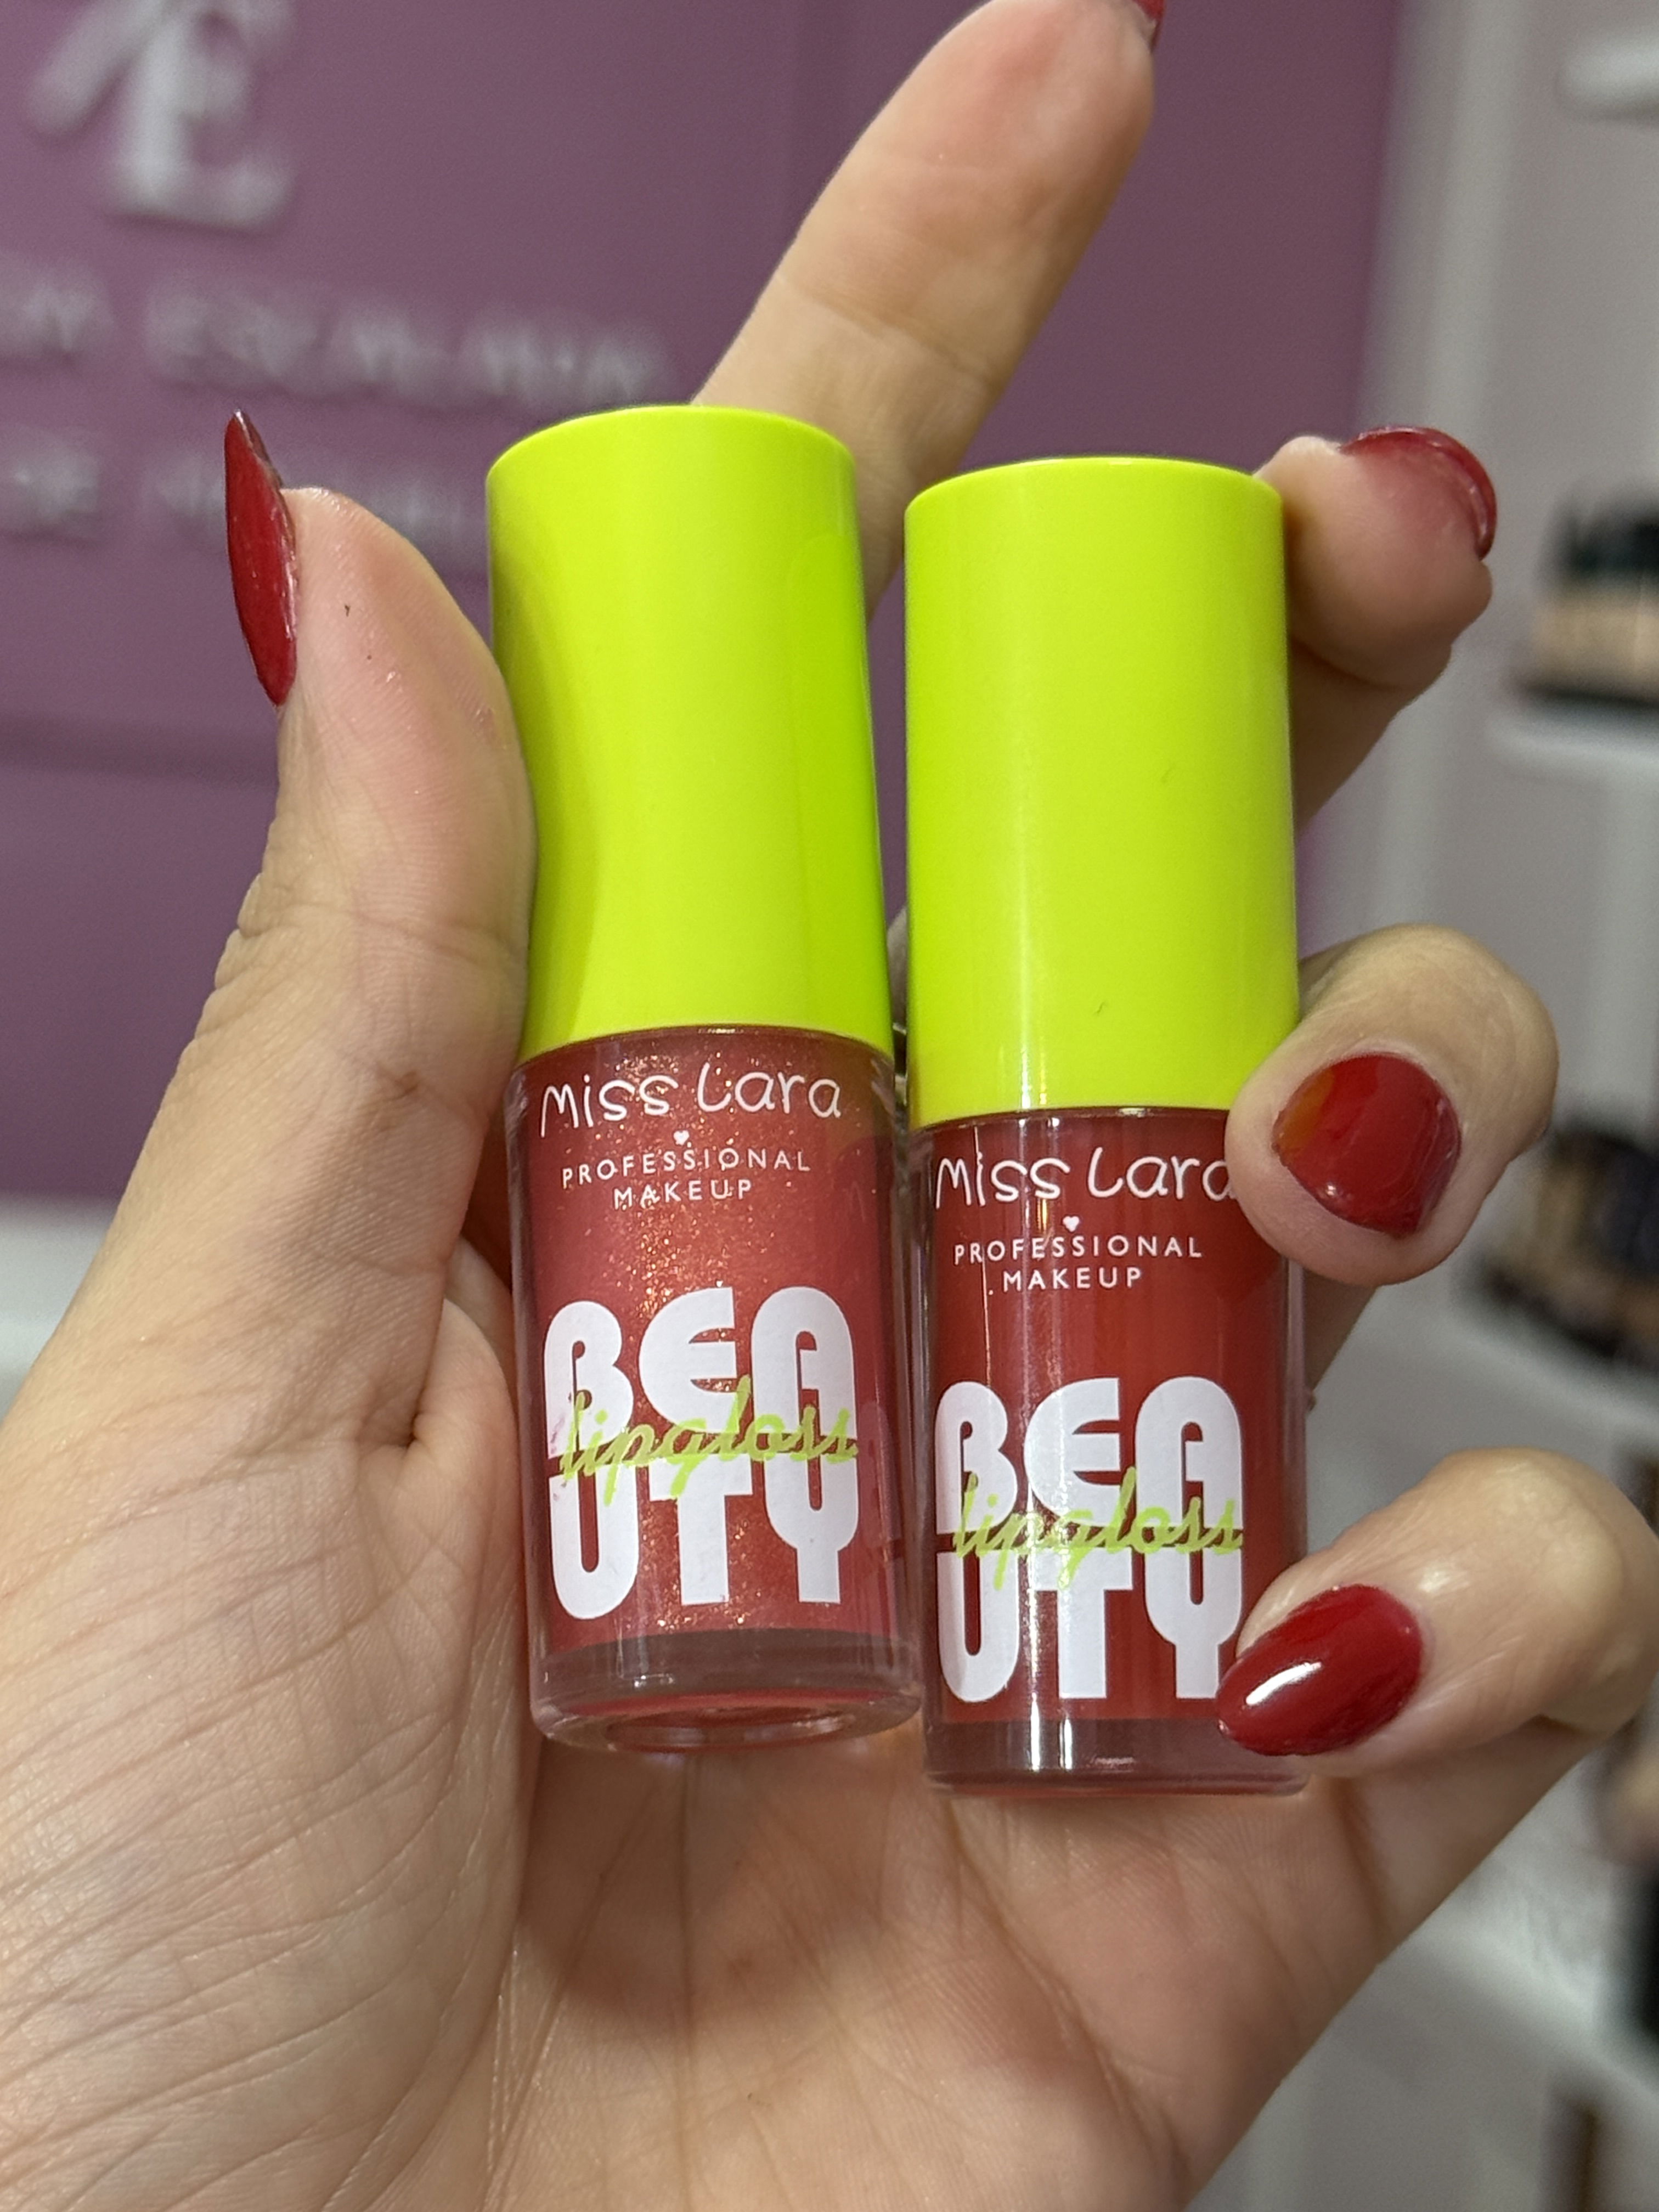 Miss Lara
PROFESSIONAL
MAKEUP
BEA
lipgloss
UTY
Miss Lara
PROFESSIONAL
MAKEUP
BEA
lipgloss
UTY